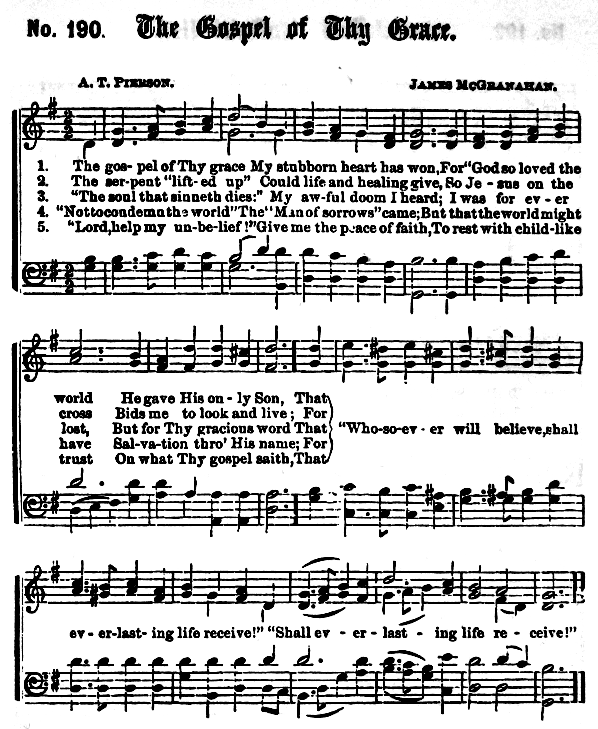 No. 190. The Gospel of Thy Grace.
A. T. PIERSON. JAMES MCGRANAHAN.
1. The gos- pel of Thy grace My stubborn heart has won, For "God so loved the
2. The ser-pent "lift-ed up" Could life and healing give, So Je - sus on the
3. "The soul that sinneth dies:" My aw-ful doom I heard; I was for ev - er
4. "Not to condemn the world" The "Man of sorrows" came; But that the world might
5. "Lord, help my un-be-lief!" Give me the peace of faith, To rest with child-like
world He gave His on - ly Son, That
cross Bids me to look and live; For
lost, But for Thy gracious word That "Who-so-ev - er will believe, shall
have Sal-va-tion thro' His name; For
trust On what Thy gospel saith, That
ev - er-last- ing life receive!" "Shall ev - er - last - ing life re - ceive!"